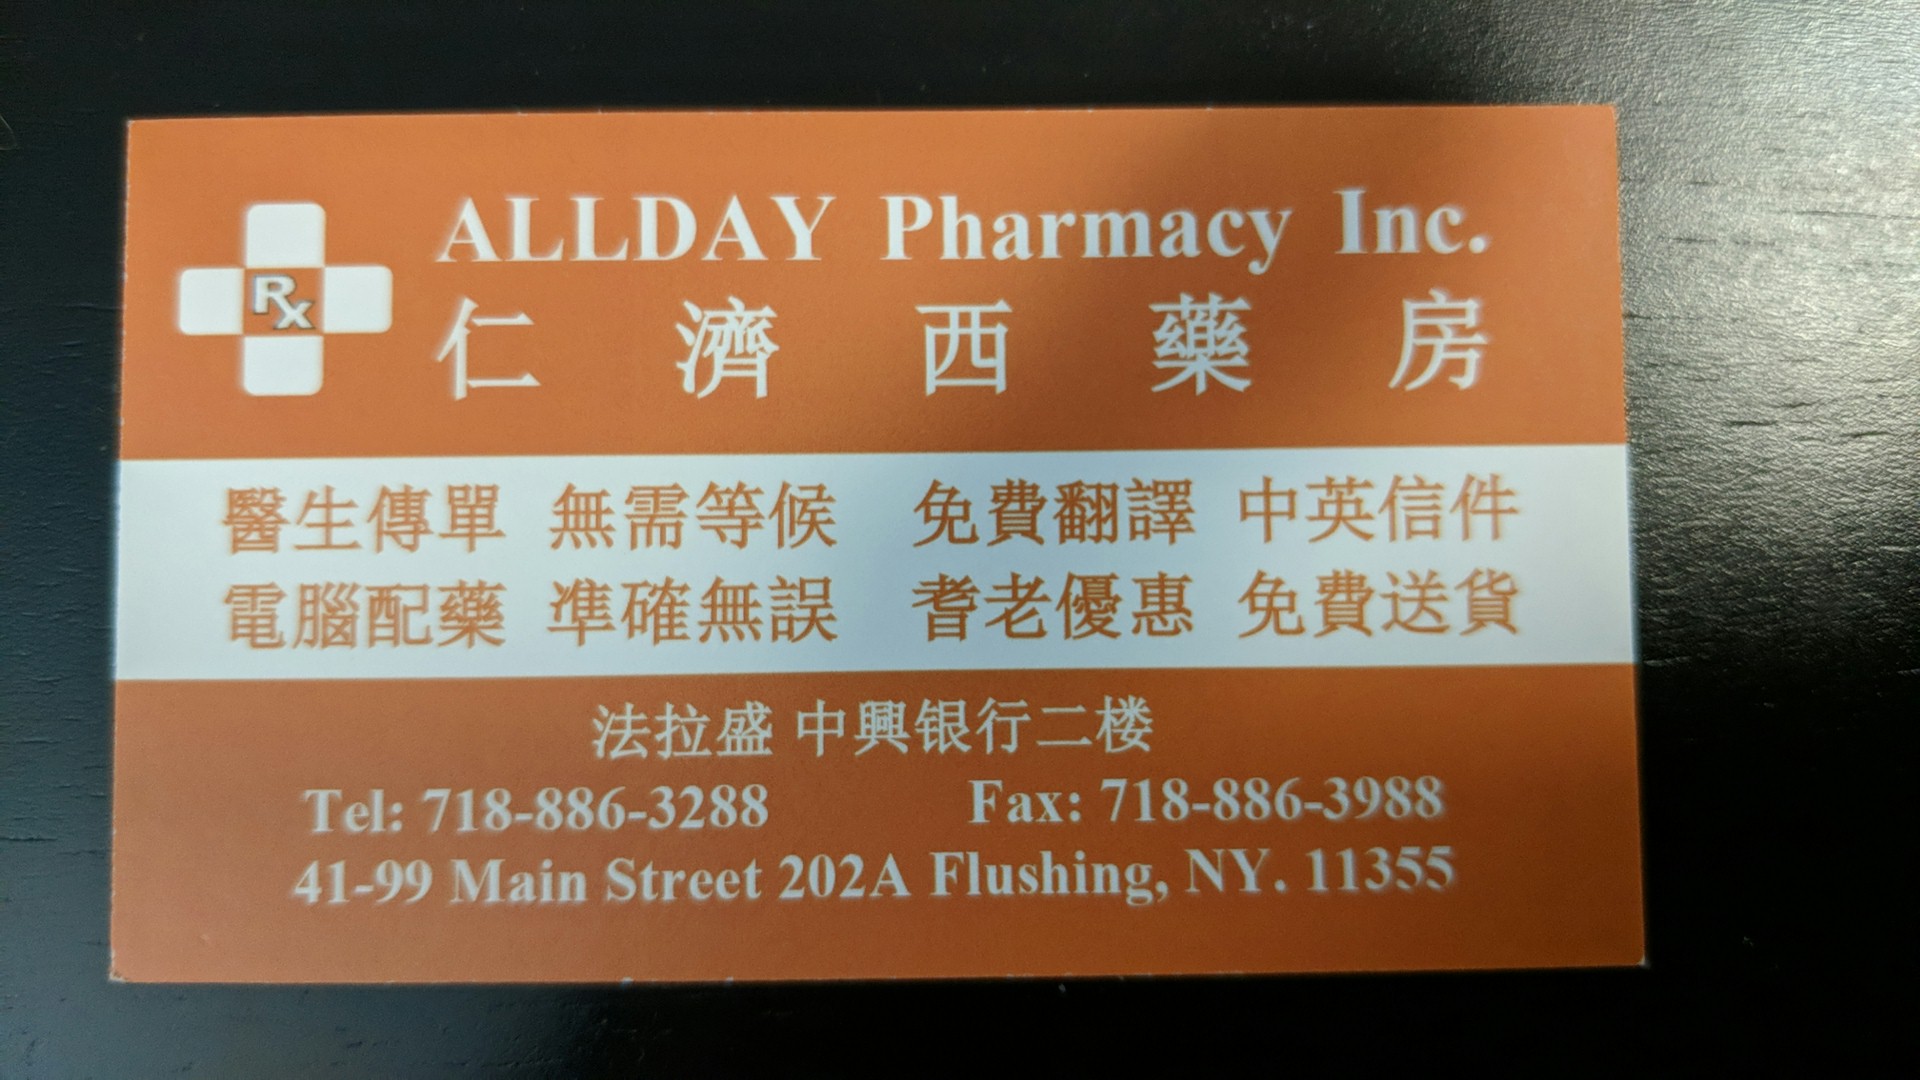 ALLDAY Pharmacy Inc.
Rx
仁濟西藥房
醫生傳單 無需等候 免費翻譯 中英信件
電腦配藥 準確無誤 耆老優惠 免費送貨
法拉盛 中興银行二楼
Tel: 718-886-3288 Fax: 718-886-3988
41-99 Main Street 202A Flushing, NY. 11355